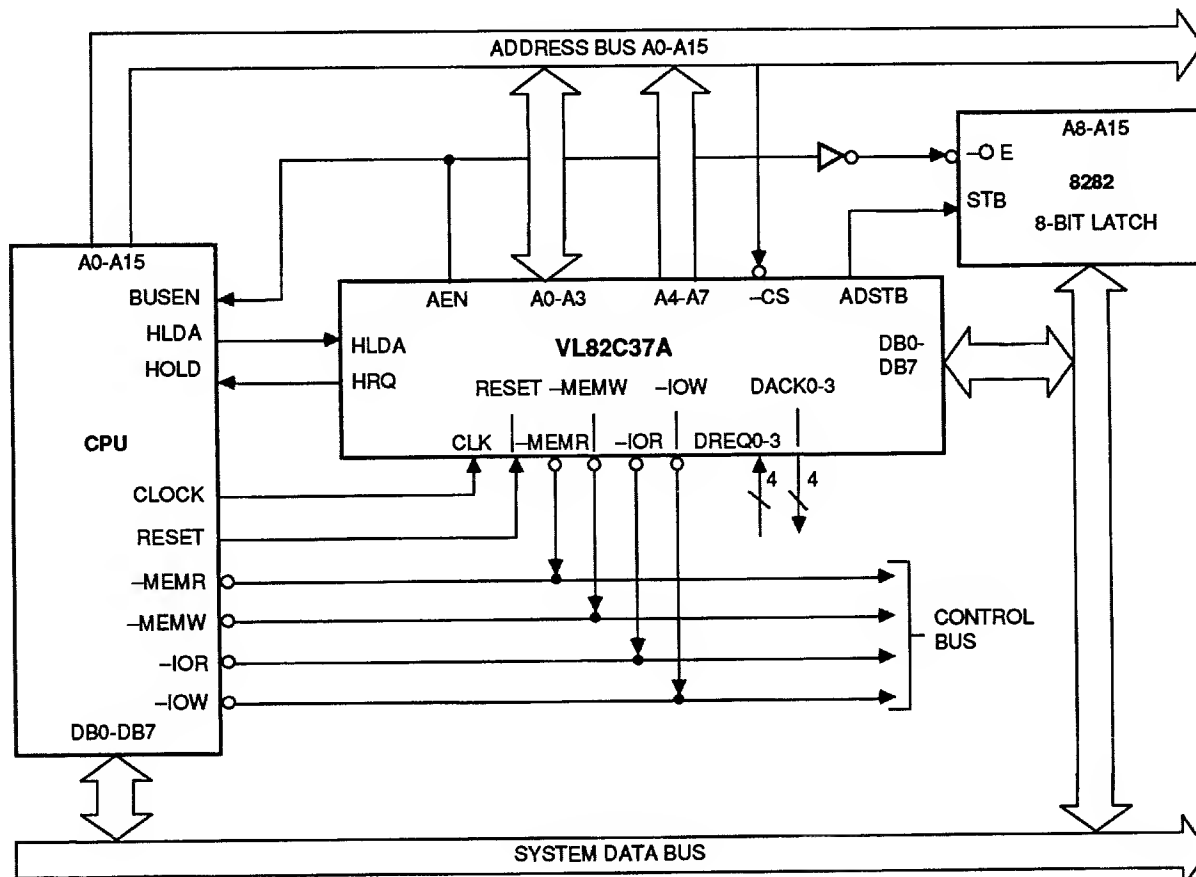 ADDRESS BUS A0-A15
A8-A15
–O E
8282
STB
8-BIT LATCH
A0-A15
BUSEN
HLDA
HOLD
CPU
CLOCK
RESET
–MEMR
–MEMW
–IOR
–IOW
DB0-DB7
AEN
A0-A3
A4-A7
–CS
ADSTB
HLDA
VL82C37A
DB0-
DB7
HRQ
RESET –MEMW
–IOW
DACK0-3
CLK
–MEMR
–IOR
DREQ0-3
4
4
CONTROL
BUS
SYSTEM DATA BUS